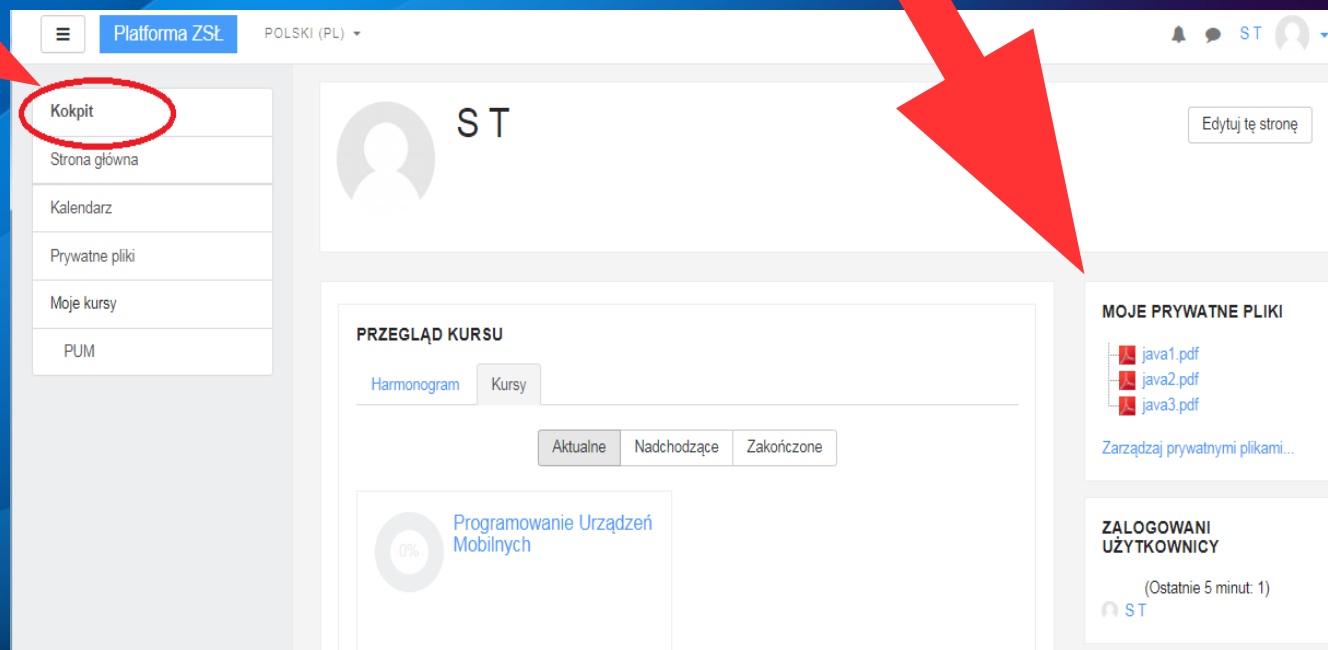 Platforma ZSŁ
POLSKI (PL)
S T
Kokpit
Strona główna
Kalendarz
Prywatne pliki
Moje kursy
PUM
S T
Edytuj tę stronę
PRZEGLĄD KURSU
Harmonogram
Kursy
Aktualne
Nadchodzące
Zakończone
0%
Programowanie Urządzeń
Mobilnych
MOJE PRYWATNE PLIKI
java1.pdf
java2.pdf
java3.pdf
Zarządzaj prywatnymi plikami...
ZALOGOWANI
UŻYTKOWNICY
(Ostatnie 5 minut: 1)
S T